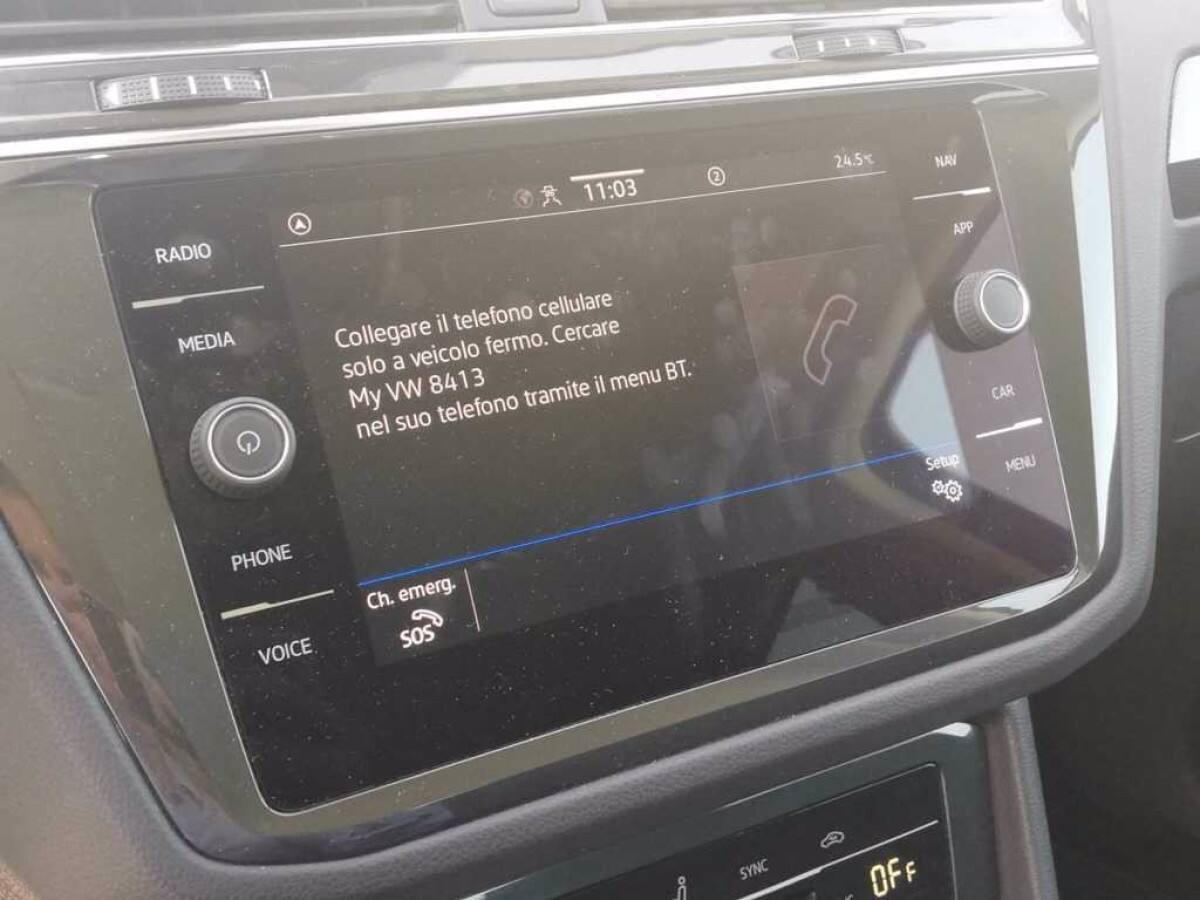 11:03
2
24.5°C
NAV
RADIO
APP
MEDIA
Collegare il telefono cellulare
solo a veicolo fermo. Cercare
My VW 8413
nel suo telefono tramite il menu BT.
CAR
Setup
MENU
PHONE
Ch. emerg.
SOS
VOICE
SYNC
OFF